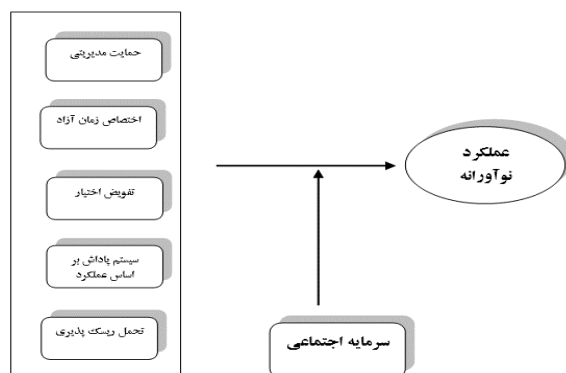 حمایت مدیریتی
اختصاص زمان آزاد
تفویض اختیار
سیستم پاداش بر
اساس عملکرد
تحمل ریسک پذیری
عملکرد
نوآورانه
سرمایه اجتماعی